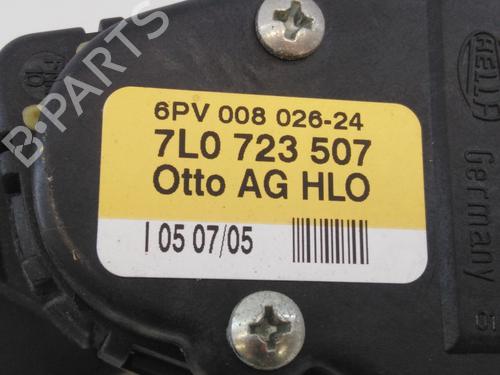 B-PARTS
6PV 008 026-24
7L0 723 507
Otto AG HLO
I 05 07/05
HELLA
Germany